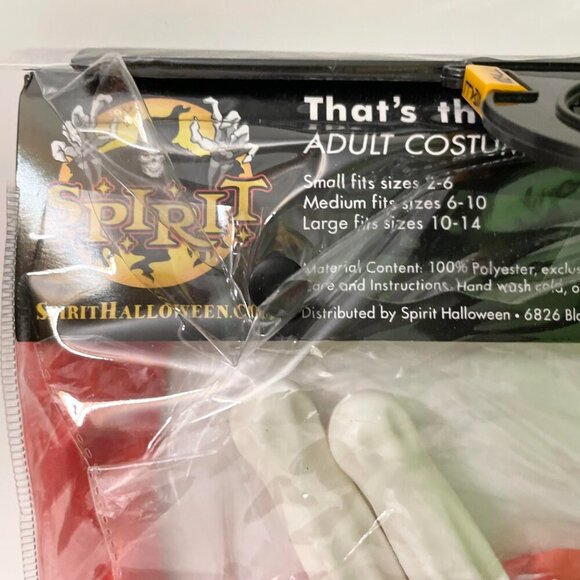 SPIRIT
SPIRITHALLOWEEN.CO
That's th
ADULT COSTU
Small fits sizes 2-6
Medium fits sizes 6-10
Large fits sizes 10-14
Material Content: 100% Polyester, exclus
Care and Instructions: Hand wash cold, o
Distributed by Spirit Halloween • 6826 Bla